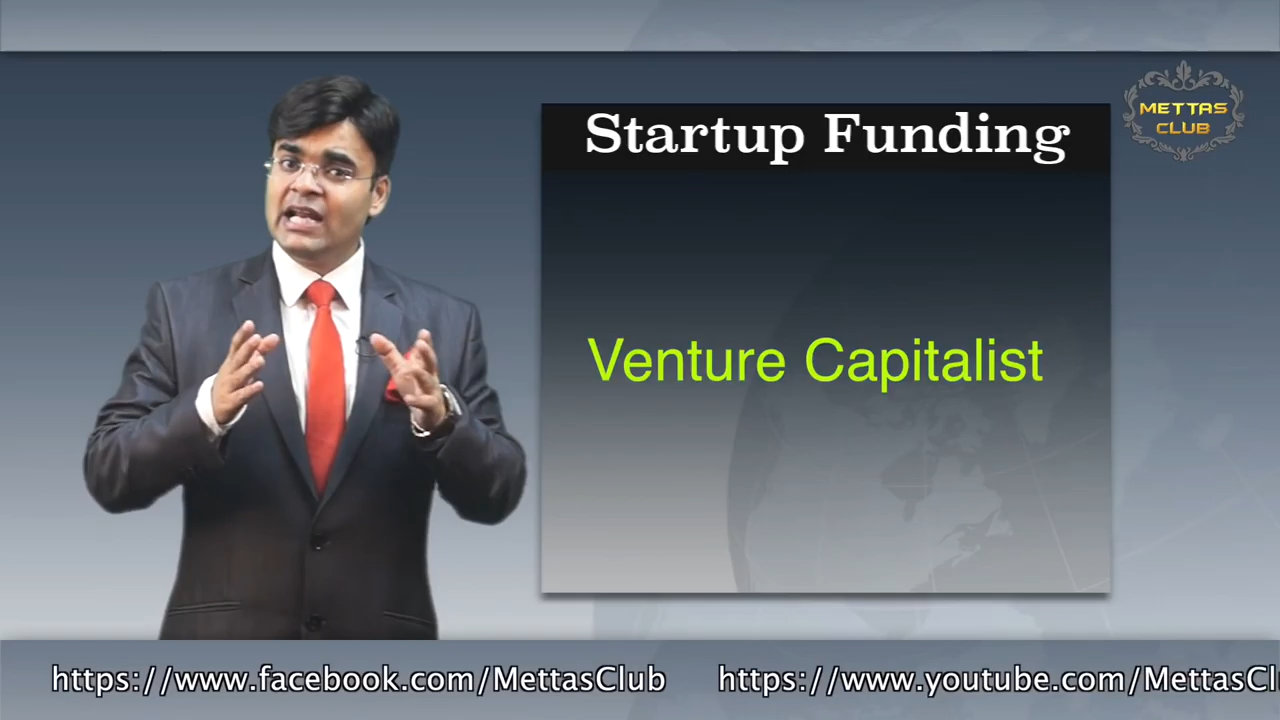 Startup Funding
METTAS
CLUB
Venture Capitalist
https://www.facebook.com/MettasClub
https://www.youtube.com/MettasCl